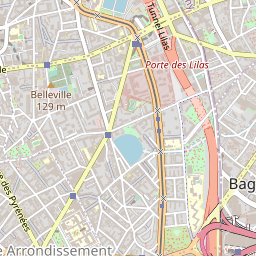 Tunnel Lilas
Porte des Lilas
Belleville
129 m
Bag
des Pyrénées
e Arrondissement